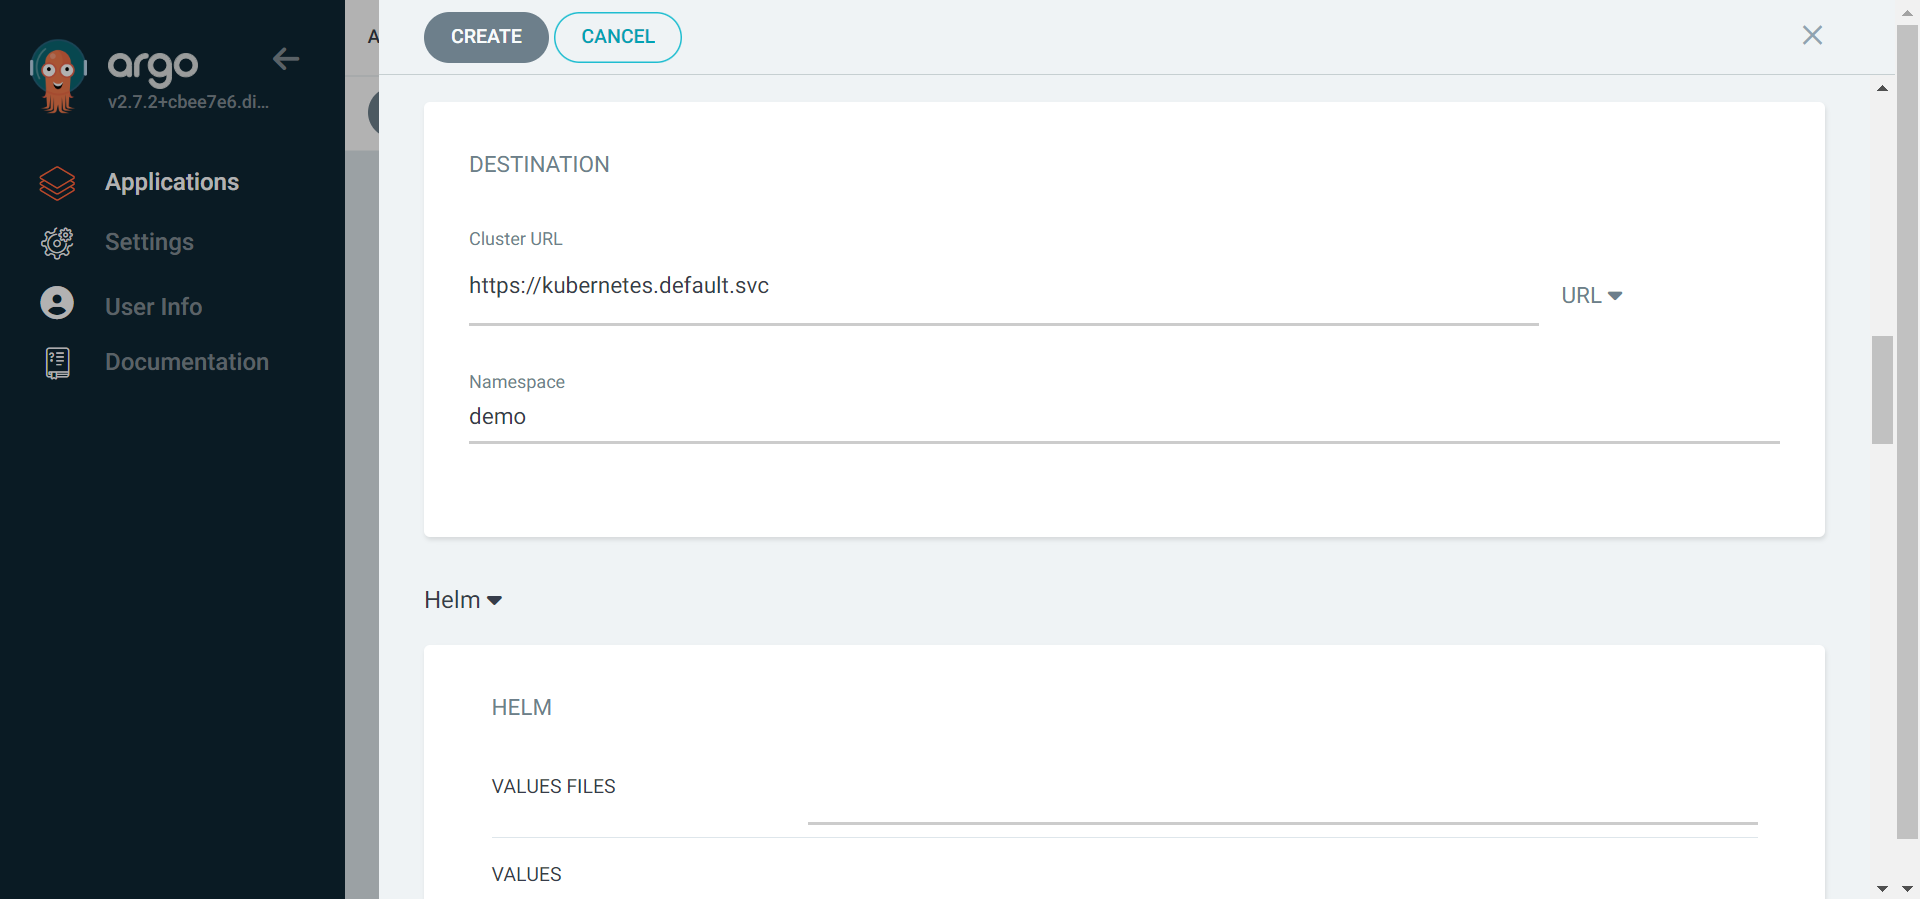 argo
v2.7.2+cbee7e6.di...
Applications
Settings
User Info
Documentation
A
CREATE
CANCEL
DESTINATION
Cluster URL
https://kubernetes.default.svc
URL
Namespace
demo
Helm
HELM
VALUES FILES
VALUES